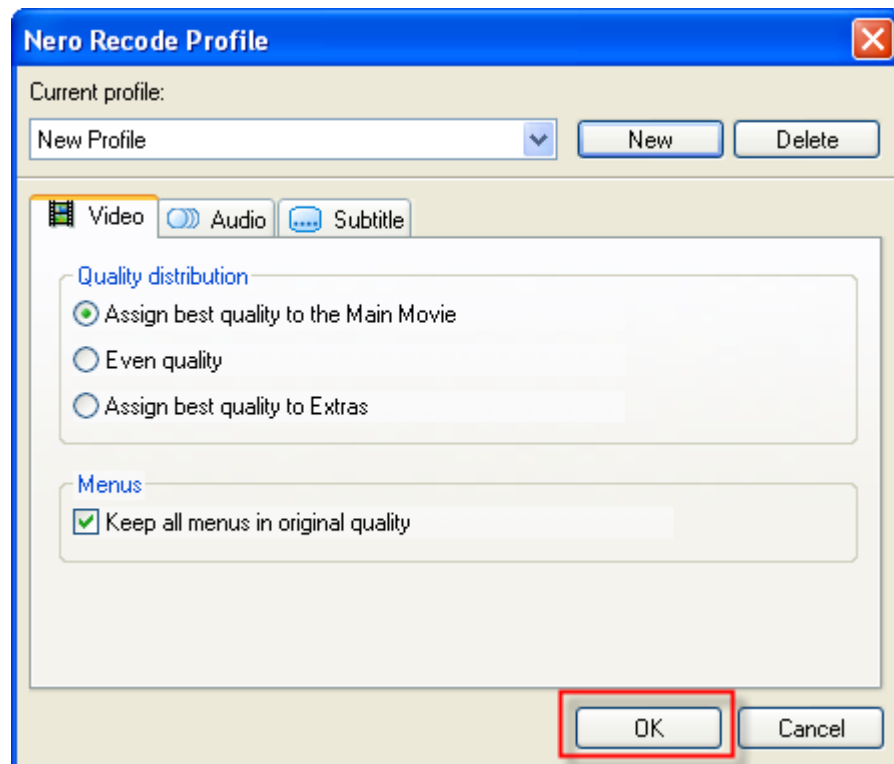 Nero Recode Profile
Current profile:
New Profile New Delete
Video Audio Subtitle
Quality distribution
Assign best quality to the Main Movie
Even quality
Assign best quality to Extras
Menus
Keep all menus in original quality
OK Cancel